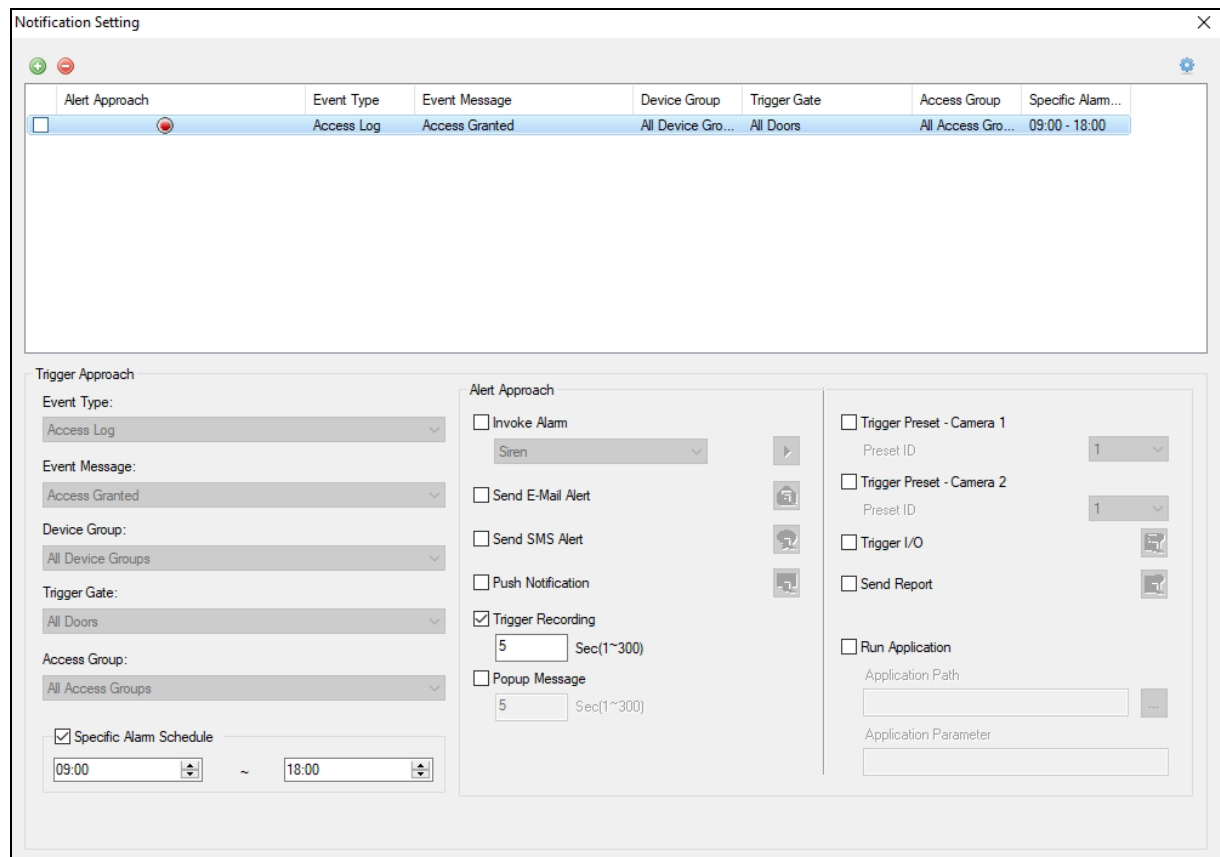 Notification Setting
Alert Approach Event Type Event Message Device Group Trigger Gate Access Group Specific Alarm...
Access Log Access Granted All Device Gro... All Doors All Access Gro... 09:00 - 18:00
Trigger Approach
Event Type:
Access Log
Event Message:
Access Granted
Device Group:
All Device Groups
Trigger Gate:
All Doors
Access Group:
All Access Groups
Specific Alarm Schedule
09:00 ~ 18:00
Alert Approach
Invoke Alarm
Siren
Send E-Mail Alert
Send SMS Alert
Push Notification
Trigger Recording
5 Sec(1~300)
Popup Message
5 Sec(1~300)
Trigger Preset - Camera 1
Preset ID 1
Trigger Preset - Camera 2
Preset ID 1
Trigger I/O
Send Report
Run Application
Application Path
...
Application Parameter